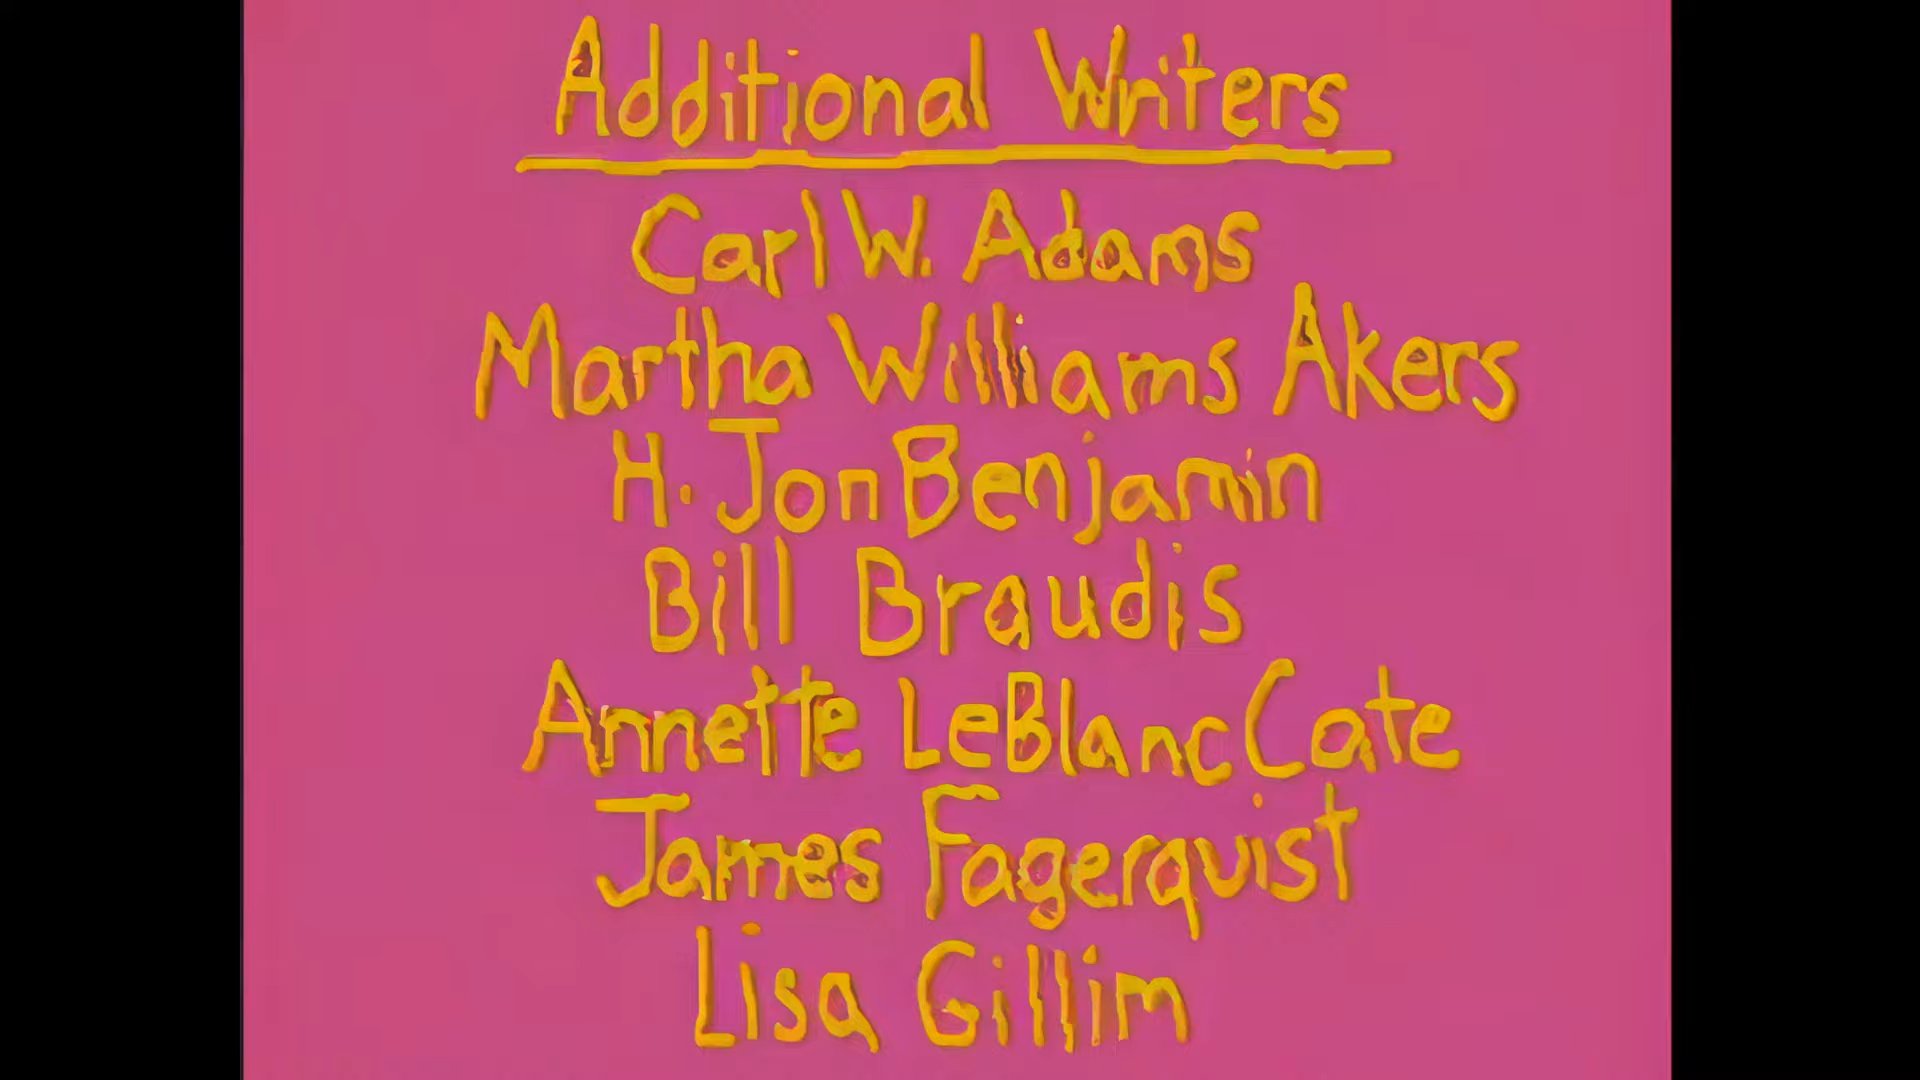 Additional Writers
Carl W. Adams
Martha Williams Akers
H. Jon Benjamin
Bill Braudis
Annette LeBlanc Cate
James Fagerquist
Lisa Gillim